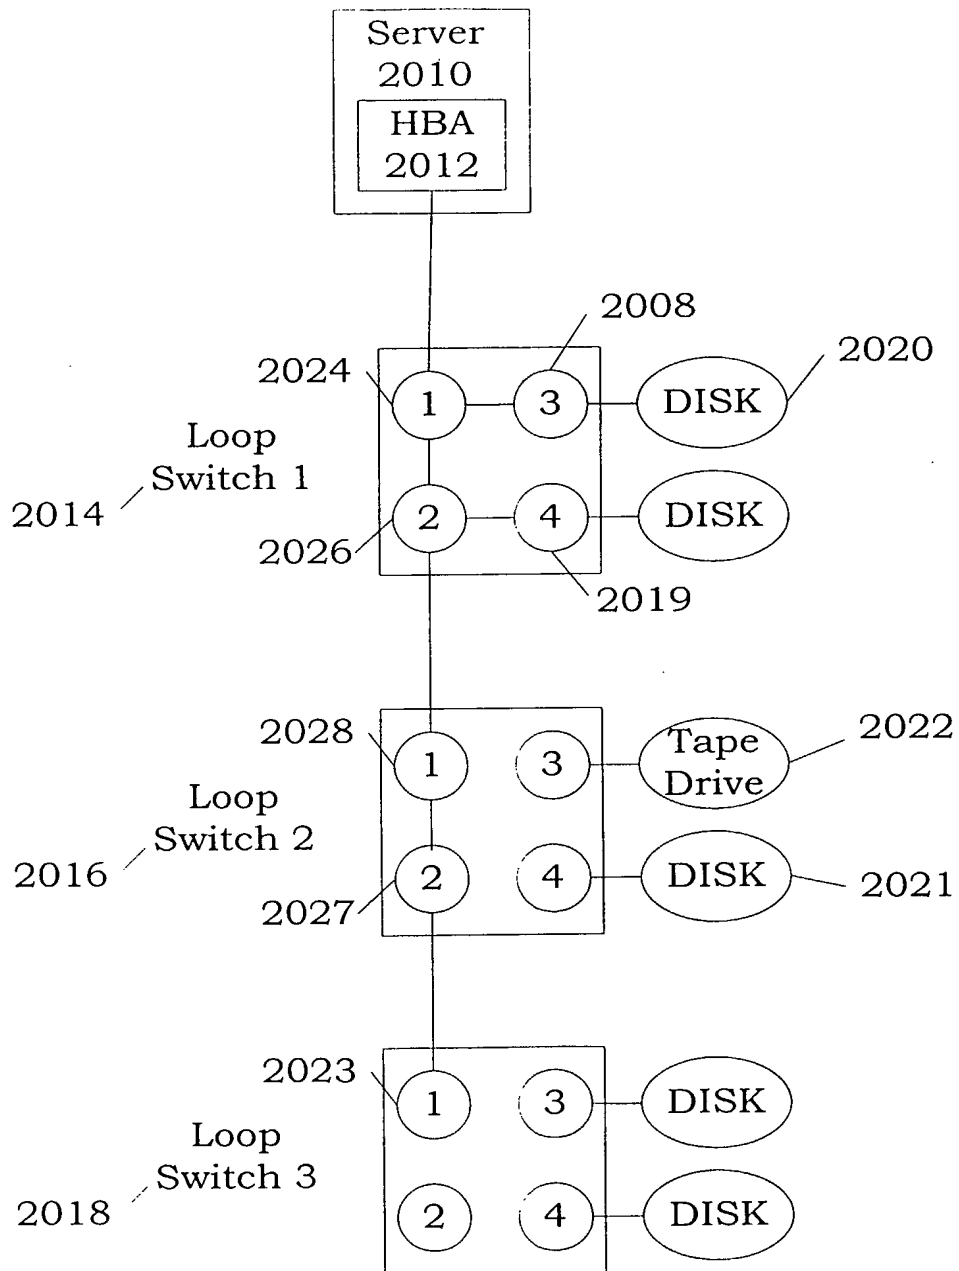 Server
2010
HBA
2012
2008
2024
1
3
DISK
2020
Loop
Switch 1
2014
2
4
DISK
2026
2019
2028
1
3
Tape
Drive
2022
Loop
Switch 2
2016
2
4
DISK
2021
2027
2023
1
3
DISK
Loop
Switch 3
2018
2
4
DISK